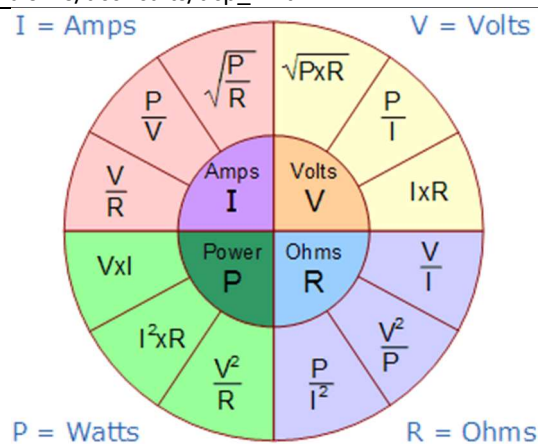 I = Amps
V = Volts
√P/R
√PxR
P/V
P/I
V/R
IxR
Amps
I
Volts
V
Power
P
Ohms
R
VxI
V/I
I²xR
V²/P
V²/R
P/I²
P = Watts
R = Ohms